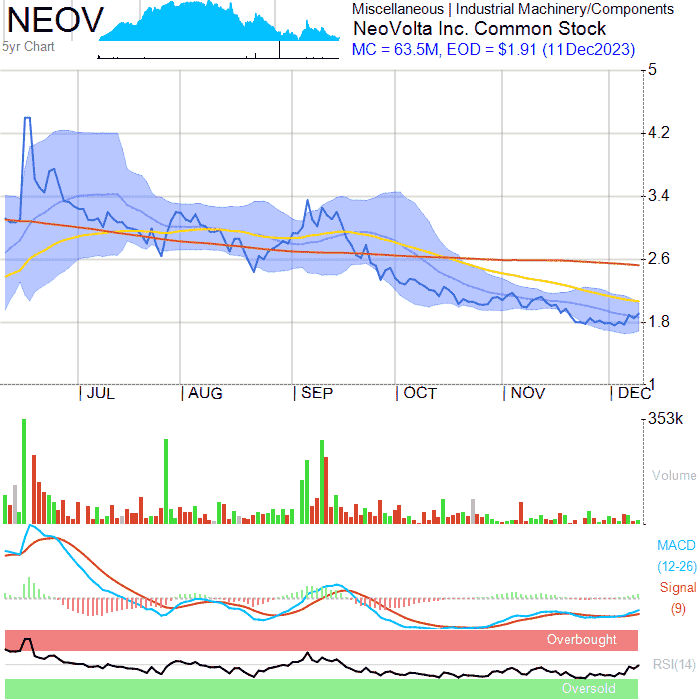 NEOV
5yr Chart
Miscellaneous | Industrial Machinery/Components
NeoVolta Inc. Common Stock
MC = 63.5M, EOD = $1.91 (11Dec2023)
5
4.2
3.4
2.6
1.8
1
JUL
AUG
SEP
OCT
NOV
DEC
353k
Volume
MACD
(12-26)
Signal
(9)
Overbought
RSI(14)
Oversold